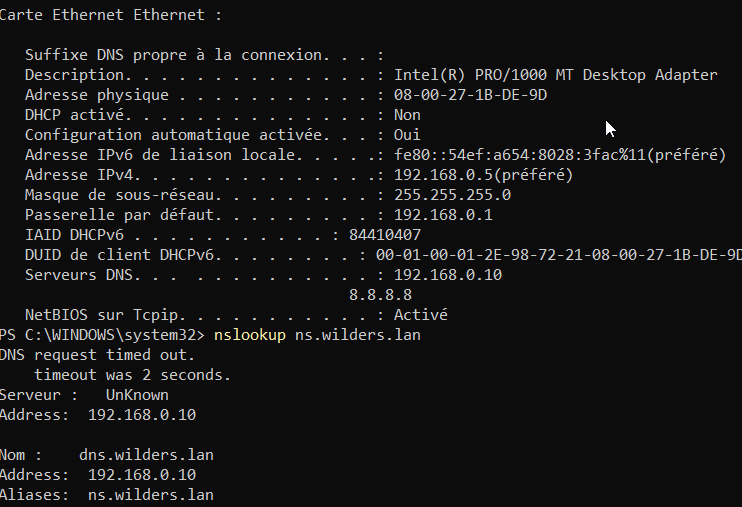 Carte Ethernet Ethernet :
Suffixe DNS propre à la connexion. . . :
Description. . . . . . . . . . . . . . : Intel(R) PRO/1000 MT Desktop Adapter
Adresse physique . . . . . . . . . . . : 08-00-27-1B-DE-9D
DHCP activé. . . . . . . . . . . . . . : Non
Configuration automatique activée. . . : Oui
Adresse IPv6 de liaison locale. . . . .: fe80::54ef:a654:8028:3fac%11(préféré)
Adresse IPv4. . . . . . . . . . . . . .: 192.168.0.5(préféré)
Masque de sous-réseau. . . . . . . . . : 255.255.255.0
Passerelle par défaut. . . . . . . . . : 192.168.0.1
IAID DHCPv6 . . . . . . . . . . . : 84410407
DUID de client DHCPv6. . . . . . . . : 00-01-00-01-2E-98-72-21-08-00-27-1B-DE-9D
Serveurs DNS. . . . . . . . . . . . . : 192.168.0.10
8.8.8.8
NetBIOS sur Tcpip. . . . . . . . . . . : Activé
PS C:\WINDOWS\system32> nslookup ns.wilders.lan
DNS request timed out.
timeout was 2 seconds.
Serveur :   UnKnown
Address:  192.168.0.10
Nom :    dns.wilders.lan
Address:  192.168.0.10
Aliases:  ns.wilders.lan